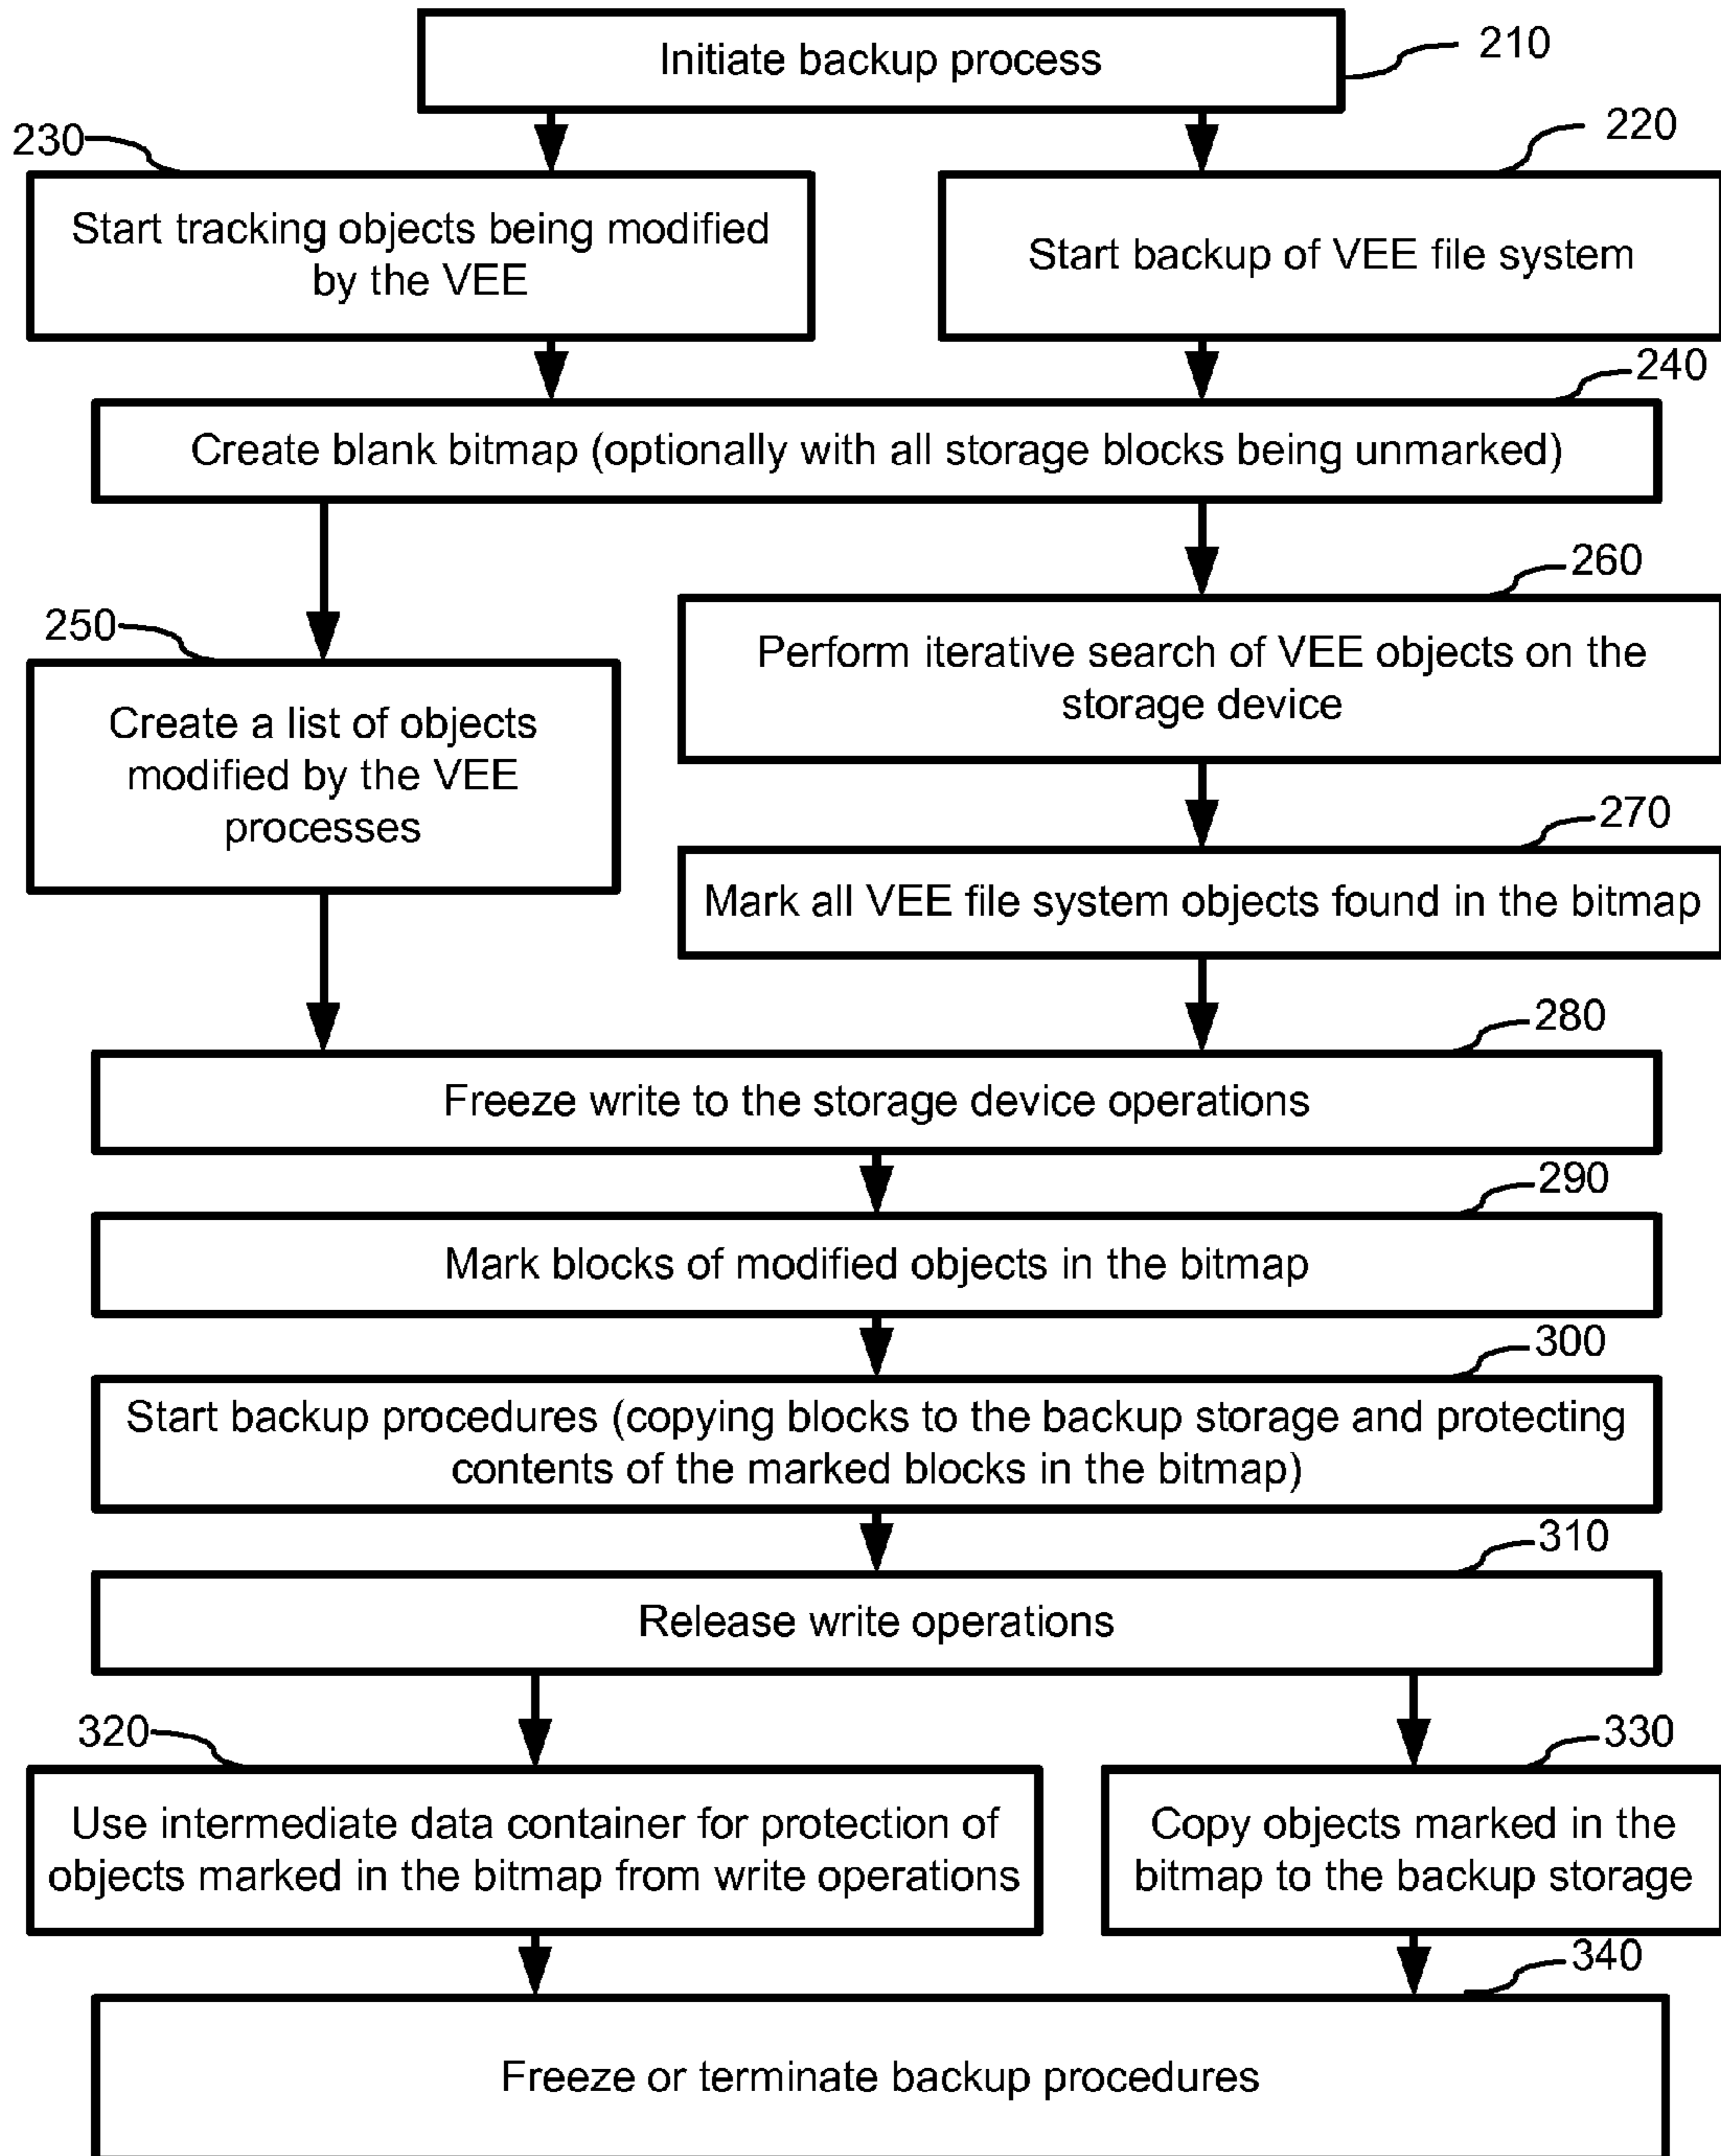 Initiate backup process
210
230
220
Start tracking objects being modified
by the VEE
Start backup of VEE file system
240
Create blank bitmap (optionally with all storage blocks being unmarked)
260
250
Perform iterative search of VEE objects on the
storage device
Create a list of objects
modified by the VEE
processes
270
Mark all VEE file system objects found in the bitmap
280
Freeze write to the storage device operations
290
Mark blocks of modified objects in the bitmap
300
Start backup procedures (copying blocks to the backup storage and protecting
contents of the marked blocks in the bitmap)
310
Release write operations
320
330
Use intermediate data container for protection of
objects marked in the bitmap from write operations
Copy objects marked in the
bitmap to the backup storage
340
Freeze or terminate backup procedures